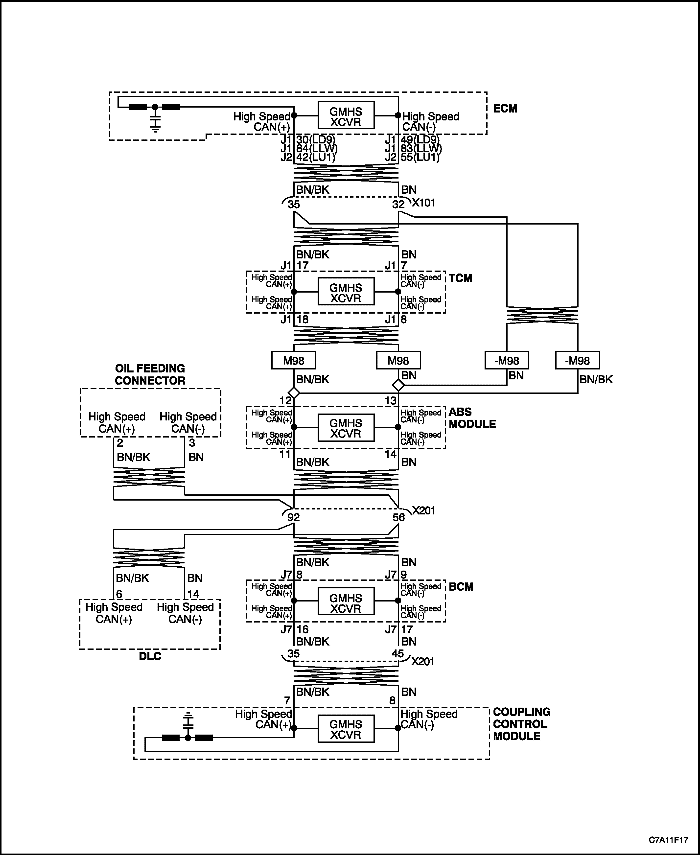 ECM
High Speed CAN(+)
GMHS XCVR
High Speed CAN(-)
J1 30(LD9)
J1 64(LLW)
J2 42(LU1)
J1 49(LD9)
J1 63(LLW)
J2 55(LU1)
BN/BK
BN
35
32
X101
BN/BK
BN
J1 17
J1 7
TCM
High Speed CAN(+)
High Speed CAN(-)
GMHS XCVR
High Speed CAN(+)
High Speed CAN(-)
J1 18
J1 8
M98
M98
-M98
-M98
BN/BK
BN
BN
BN/BK
OIL FEEDING CONNECTOR
High Speed CAN(+)
High Speed CAN(-)
2
3
BN/BK
BN
12
13
ABS MODULE
High Speed CAN(+)
High Speed CAN(-)
GMHS XCVR
High Speed CAN(+)
High Speed CAN(-)
11
14
BN/BK
BN
92
56
X201
BN/BK
BN
6
14
High Speed CAN(+)
High Speed CAN(-)
DLC
BN/BK
BN
J7 8
J7 9
BCM
High Speed CAN(+)
High Speed CAN(-)
GMHS XCVR
High Speed CAN(+)
High Speed CAN(-)
J7 16
J7 17
BN/BK
BN
35
45
X201
BN/BK
BN
7
8
High Speed CAN(+)
GMHS XCVR
High Speed CAN(-)
COUPLING CONTROL MODULE
C7A11F17